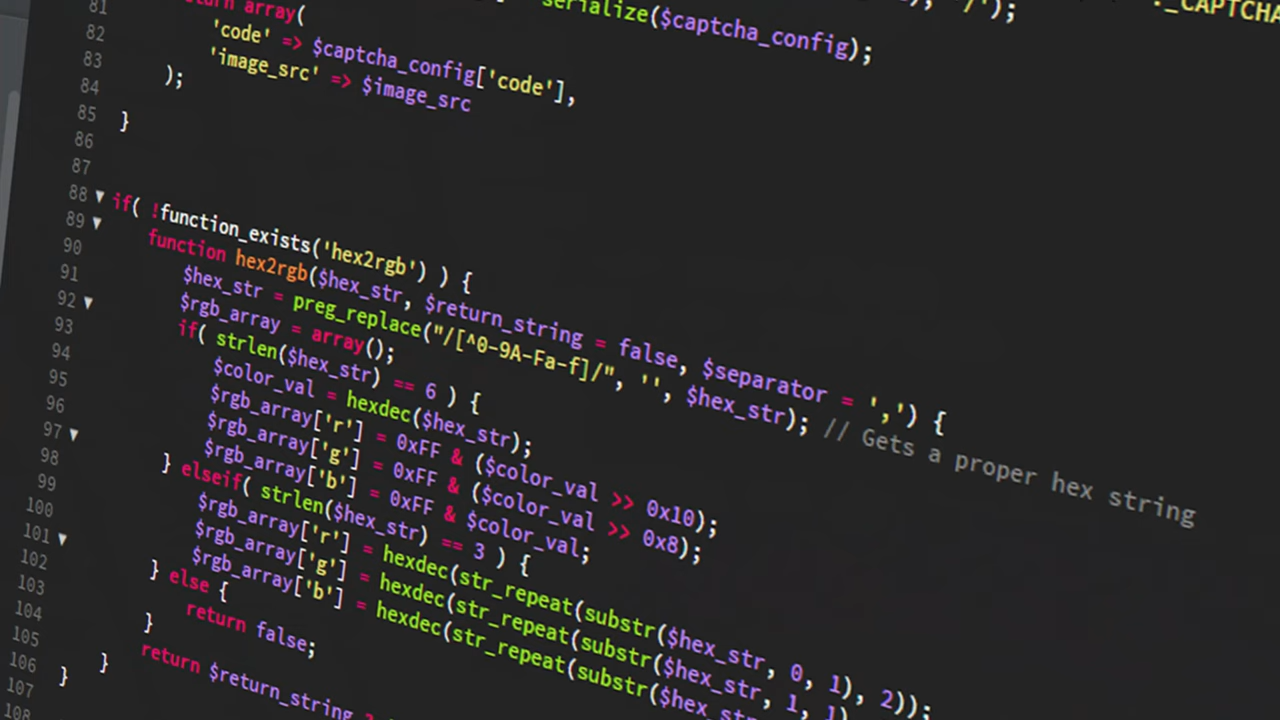 serialize($captcha_config);
_CAPTCHA
81 return array(
82 'code' => $captcha_config['code'],
83 'image_src' => $image_src
84 );
85 }
86
87
88 if( !function_exists('hex2rgb') ) {
89 function hex2rgb($hex_str, $return_string = false, $separator = ',') {
90 $hex_str = preg_replace("/[^0-9A-Fa-f]/", '', $hex_str); // Gets a proper hex string
91 $rgb_array = array();
92 if( strlen($hex_str) == 6 ) {
93 $color_val = hexdec($hex_str);
94 $rgb_array['r'] = 0xFF & ($color_val >> 0x10);
95 $rgb_array['g'] = 0xFF & ($color_val >> 0x8);
96 $rgb_array['b'] = 0xFF & $color_val;
97 } elseif( strlen($hex_str) == 3 ) {
98 $rgb_array['r'] = hexdec(str_repeat(substr($hex_str, 0, 1), 2));
99 $rgb_array['g'] = hexdec(str_repeat(substr($hex_str, 1, 1)
100 $rgb_array['b'] = hexdec(str_repeat(substr($hex_str
101 } else {
102 return false;
103 }
104 return $return_string ?
105 }
106 }
107
108